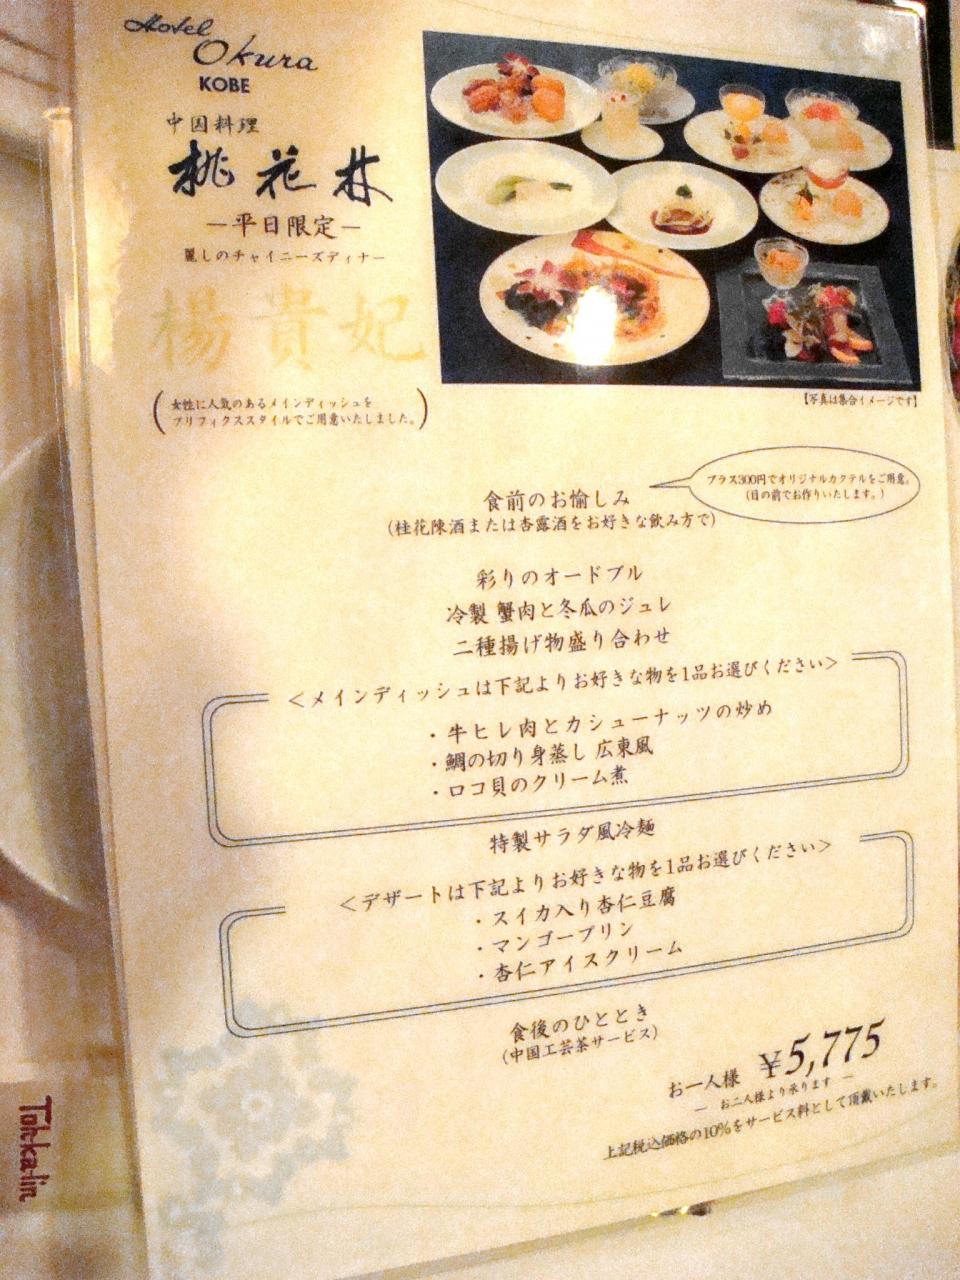 Hotel
Okura
KOBE
中国料理
桃花林
―平日限定―
麗しのチャイニーズディナー
楊貴妃
(女性に人気のあるメインディッシュを
プリフィクススタイルでご用意いたしました。)
【写真は集合イメージです】
プラス300円でオリジナルカクテルをご用意。
(目の前でお作りいたします。)
食前のお愉しみ
(桂花陳酒または杏露酒をお好きな飲み方で)
彩りのオードブル
冷製 蟹肉と冬瓜のジュレ
二種揚げ物盛り合わせ
<メインディッシュは下記よりお好きな物を1品お選びください>
・牛ヒレ肉とカシューナッツの炒め
・鯛の切り身蒸し 広東風
・ロコ貝のクリーム煮
特製サラダ風冷麺
<デザートは下記よりお好きな物を1品お選びください>
・スイカ入り杏仁豆腐
・マンゴープリン
・杏仁アイスクリーム
食後のひととき
(中国工芸茶サービス)
お一人様 ¥5,775
― お二人様より承ります ―
上記税込価格の10%をサービス料として頂戴いたします。
Toh-ka-lin